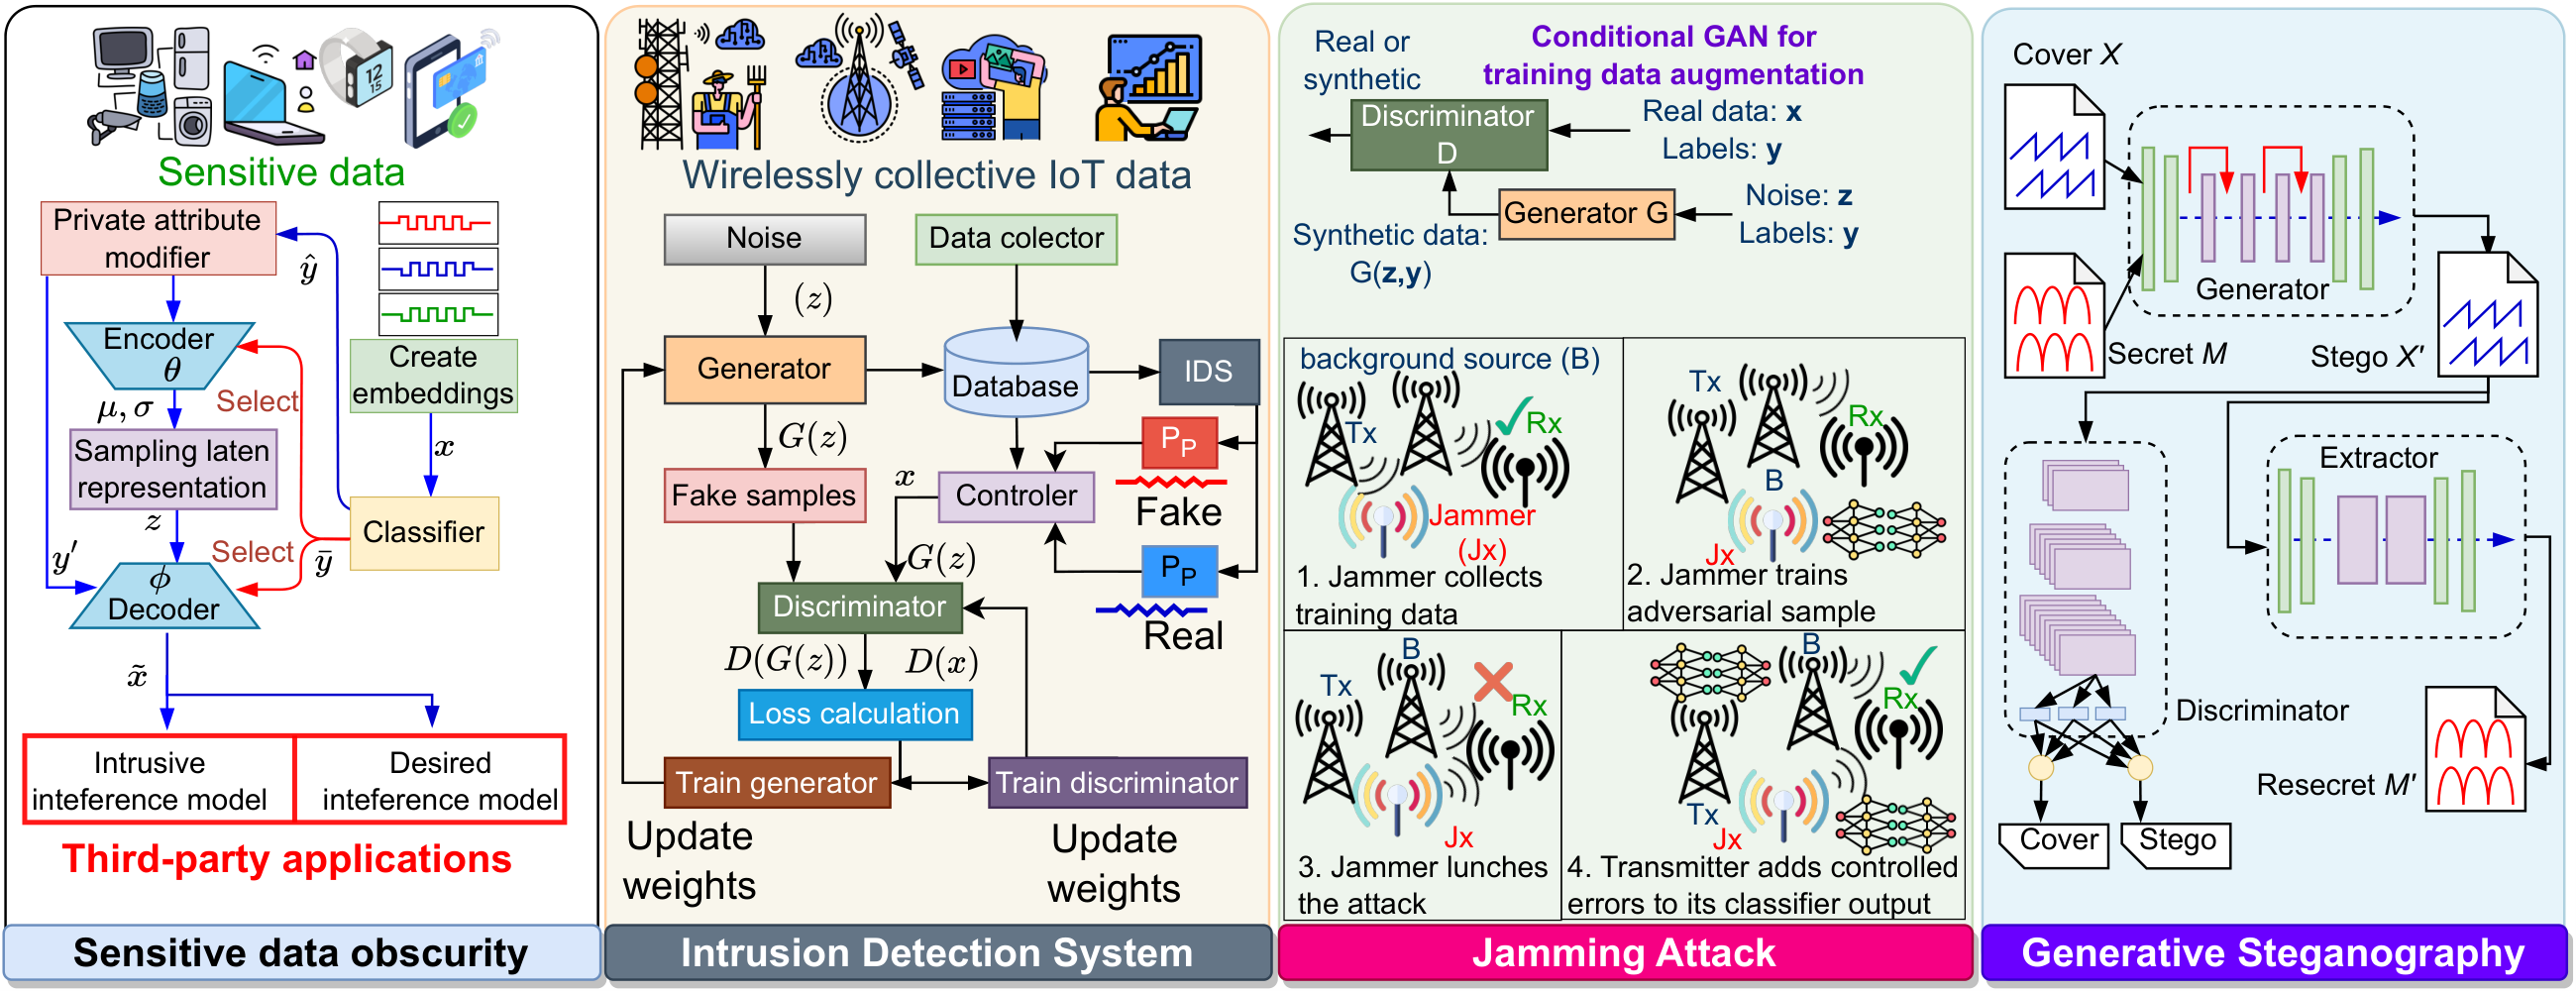 Sensitive data
Private attribute
modifier
ŷ
Encoder
θ
Create
embeddings
Select
μ, σ
x
Sampling laten
representation
z
Classifier
Select
ȳ
y′
ϕ
Decoder
x̃
Intrusive
inteference model
Desired
inteference model
Third-party applications
Sensitive data obscurity
12
15
Wirelessly collective IoT data
Noise
Data colector
(z)
Generator
Database
IDS
G(z)
P_P
Fake
Fake samples
x
Controler
G(z)
P_P
Real
Discriminator
D(G(z))
D(x)
Loss calculation
Train generator
Train discriminator
Update
weights
Update
weights
Intrusion Detection System
Real or
synthetic
Conditional GAN for
training data augmentation
Discriminator
D
Real data: x
Labels: y
Generator G
Noise: z
Labels: y
Synthetic data:
G(z,y)
background source (B)
Tx
Rx
Jammer
(Jx)
1. Jammer collects
training data
Tx
Rx
B
Jx
2. Jammer trains
adversarial sample
B
Tx
Rx
Jx
3. Jammer lunches
the attack
B
Rx
Tx
Jx
4. Transmitter adds controlled
errors to its classifier output
Jamming Attack
Cover X
Generator
Secret M
Stego X'
Extractor
Discriminator
Resecret M'
Cover
Stego
Generative Steganography